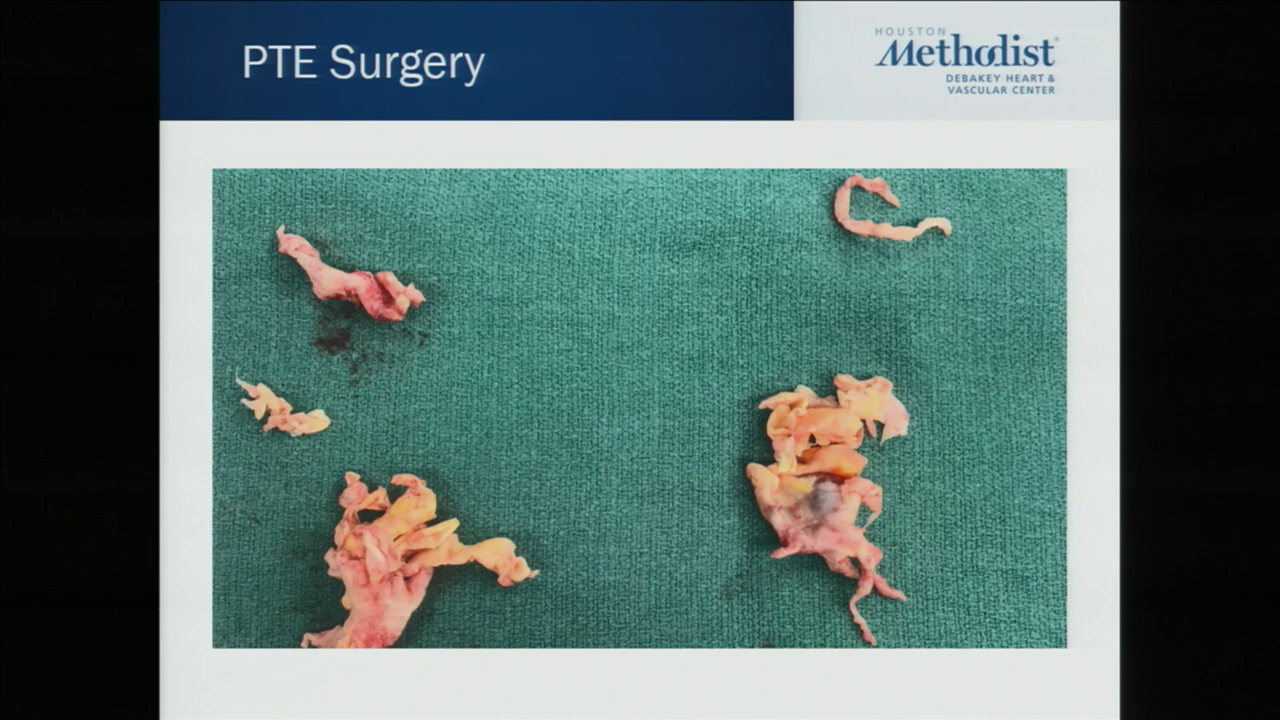 PTE Surgery
HOUSTON
Methodist
DEBAKEY HEART &
VASCULAR CENTER